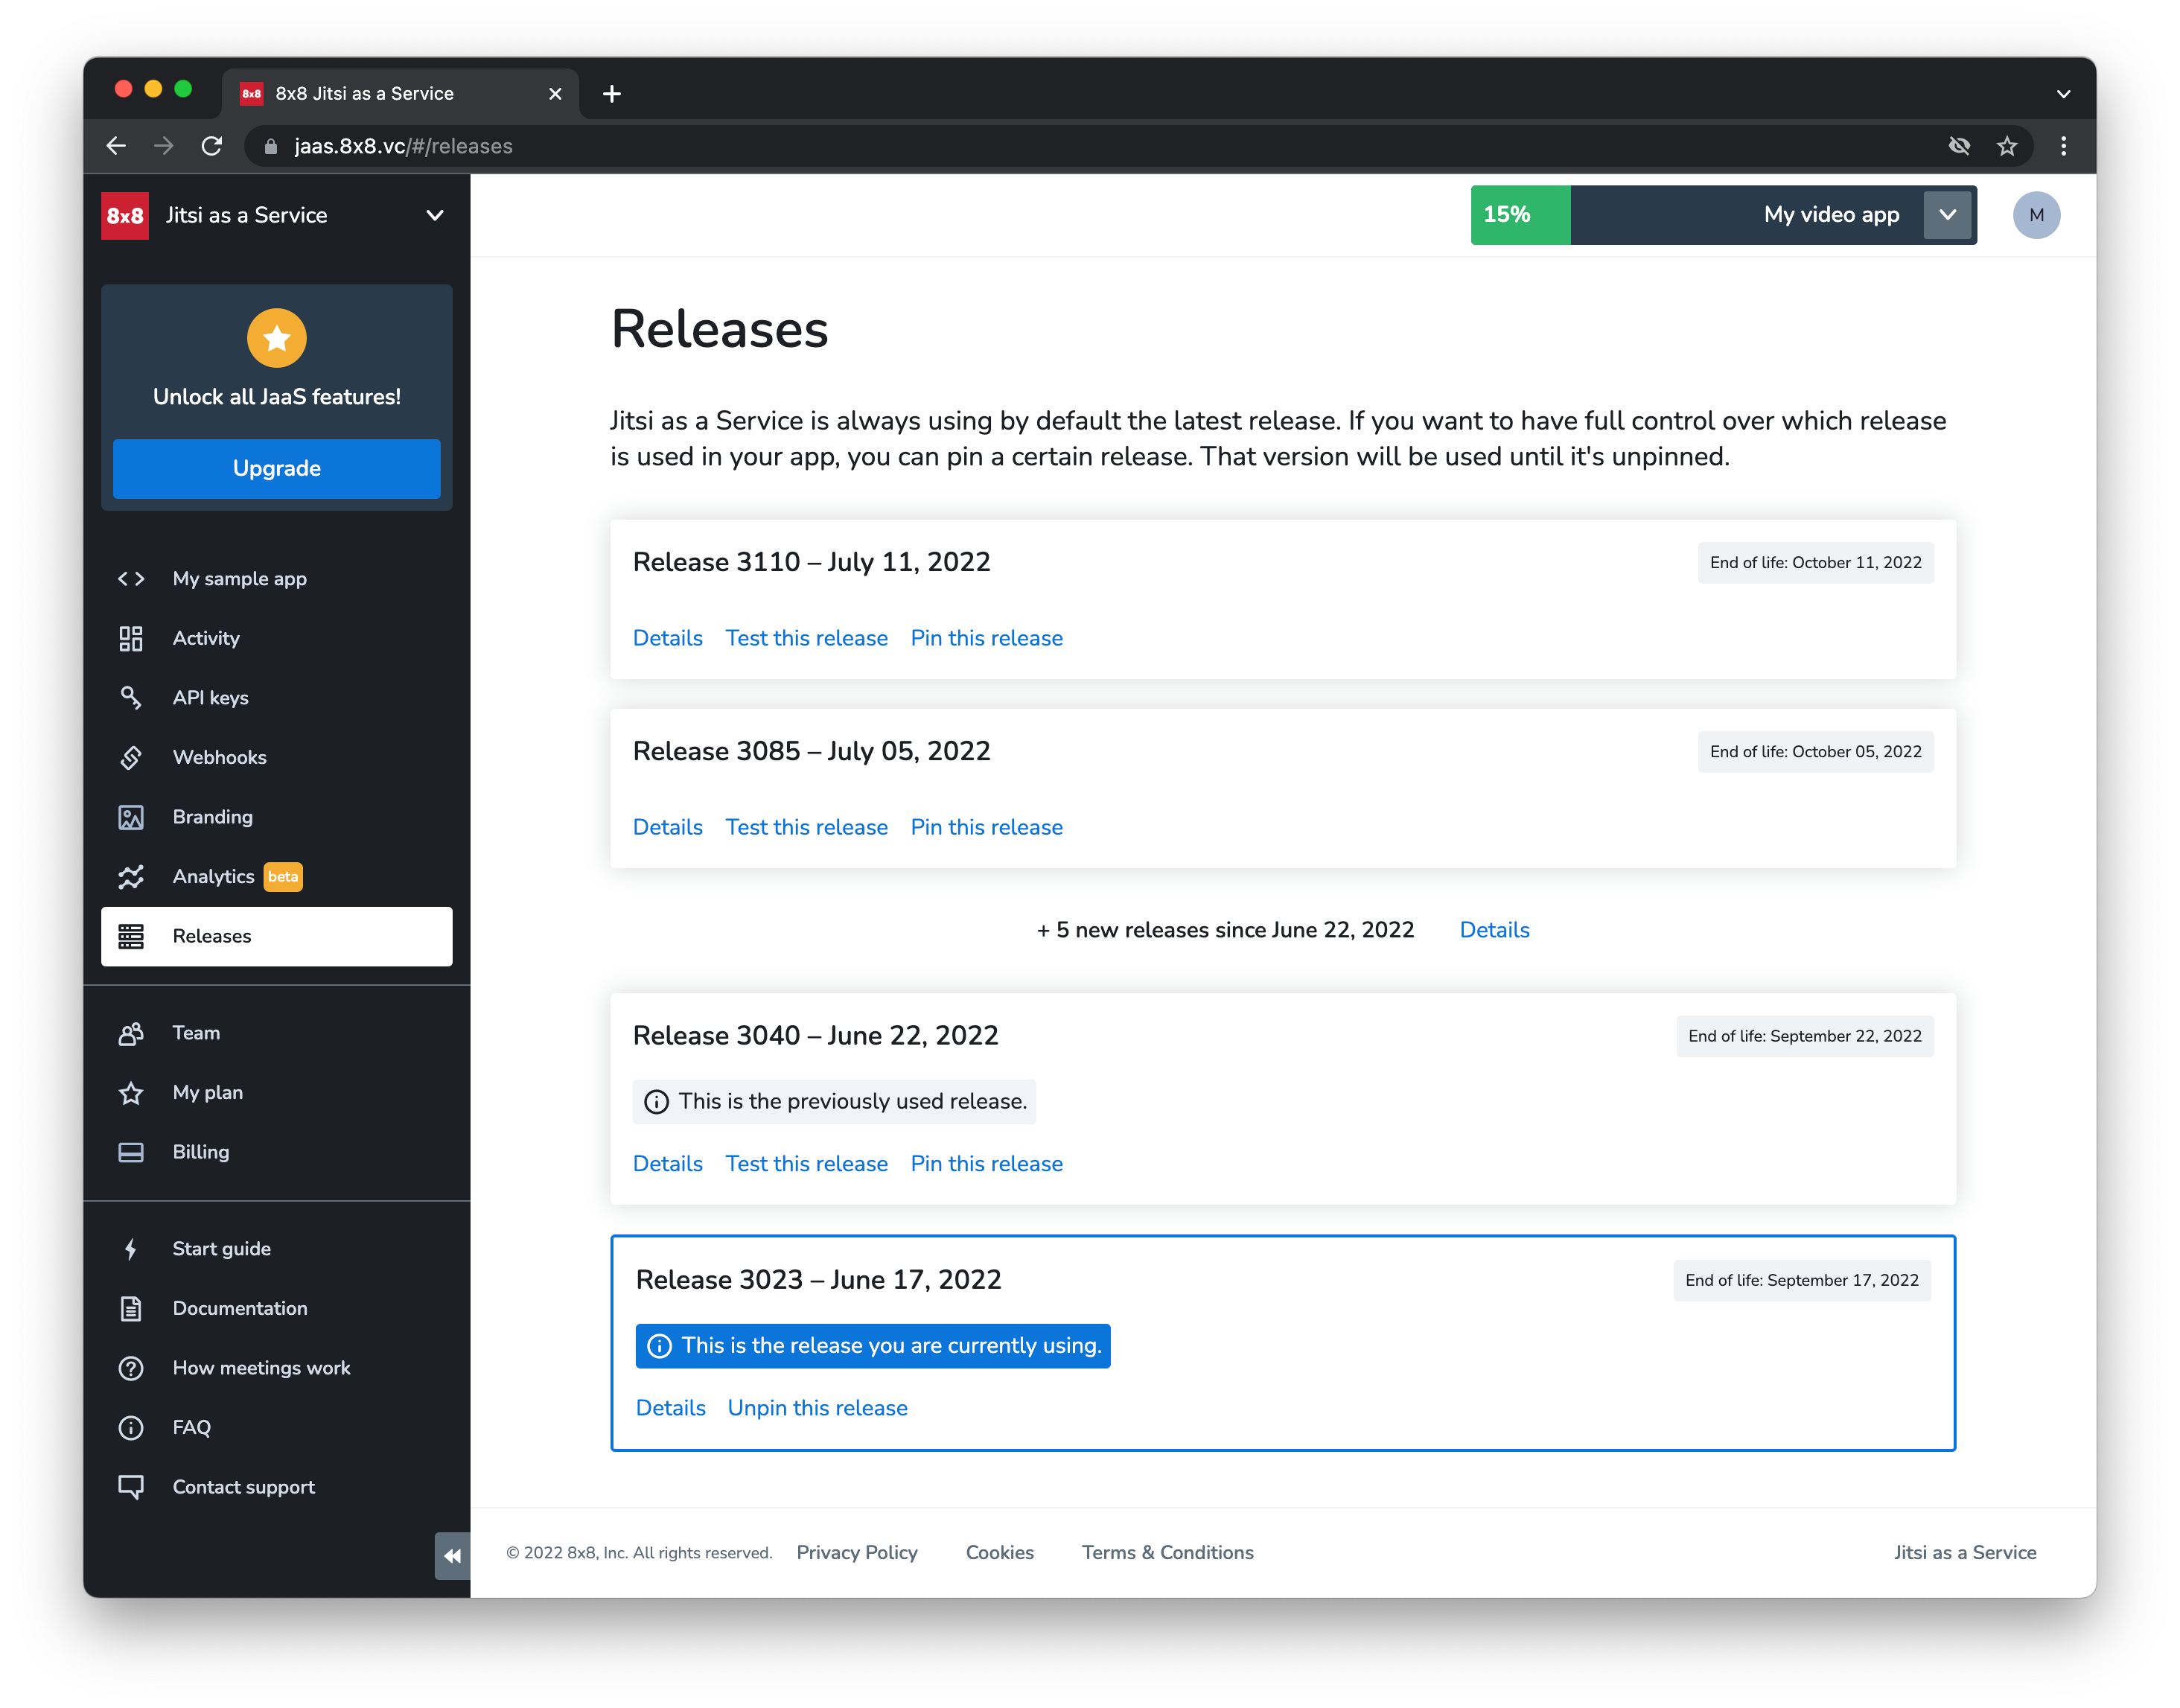 8x8 8x8 Jitsi as a Service
jaas.8x8.vc/#/releases
8x8 Jitsi as a Service
15% My video app
M
Unlock all JaaS features!
Upgrade
My sample app
Activity
API keys
Webhooks
Branding
Analytics beta
Releases
Team
My plan
Billing
Start guide
Documentation
How meetings work
FAQ
Contact support
Releases
Jitsi as a Service is always using by default the latest release. If you want to have full control over which release
is used in your app, you can pin a certain release. That version will be used until it's unpinned.
Release 3110 – July 11, 2022
End of life: October 11, 2022
Details Test this release Pin this release
Release 3085 – July 05, 2022
End of life: October 05, 2022
Details Test this release Pin this release
+ 5 new releases since June 22, 2022 Details
Release 3040 – June 22, 2022
End of life: September 22, 2022
This is the previously used release.
Details Test this release Pin this release
Release 3023 – June 17, 2022
End of life: September 17, 2022
This is the release you are currently using.
Details Unpin this release
© 2022 8x8, Inc. All rights reserved. Privacy Policy Cookies Terms & Conditions Jitsi as a Service